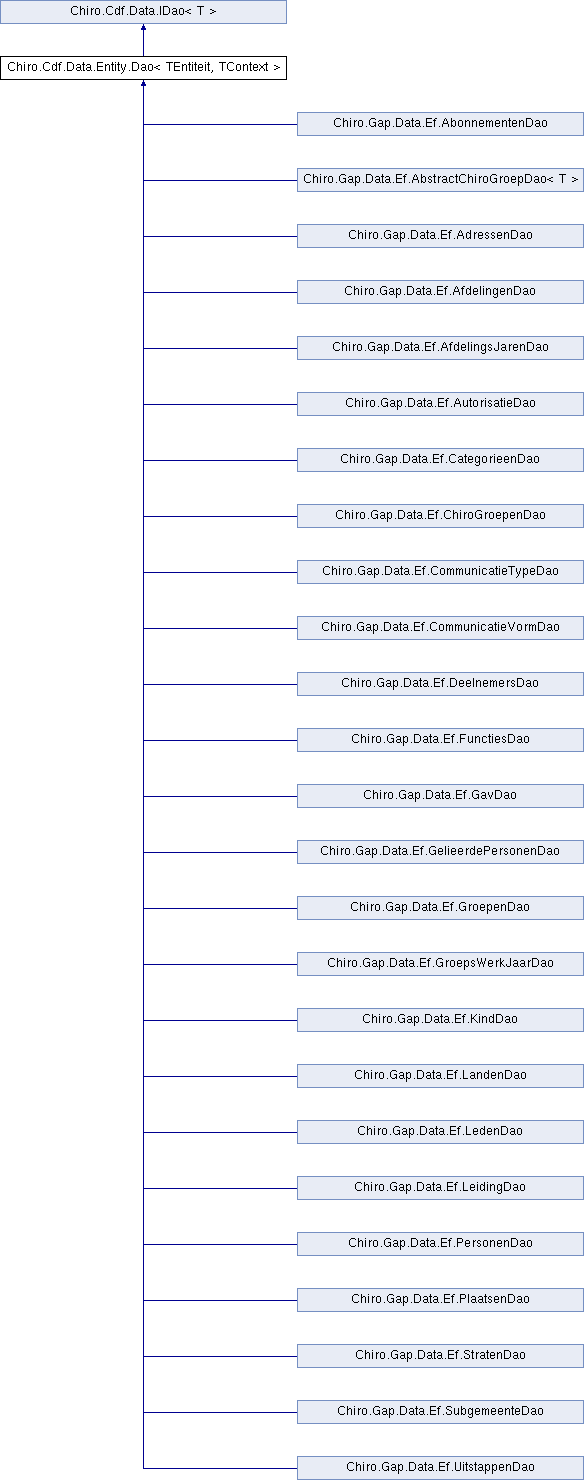 Chiro.Cdf.Data.IDao< T >
Chiro.Cdf.Data.Entity.Dao< TEntiteit, TContext >
Chiro.Gap.Data.Ef.AbonnementenDao
Chiro.Gap.Data.Ef.AbstractChiroGroepDao< T >
Chiro.Gap.Data.Ef.AdressenDao
Chiro.Gap.Data.Ef.AfdelingenDao
Chiro.Gap.Data.Ef.AfdelingsJarenDao
Chiro.Gap.Data.Ef.AutorisatieDao
Chiro.Gap.Data.Ef.CategorieenDao
Chiro.Gap.Data.Ef.ChiroGroepenDao
Chiro.Gap.Data.Ef.CommunicatieTypeDao
Chiro.Gap.Data.Ef.CommunicatieVormDao
Chiro.Gap.Data.Ef.DeelnemersDao
Chiro.Gap.Data.Ef.FunctiesDao
Chiro.Gap.Data.Ef.GavDao
Chiro.Gap.Data.Ef.GelieerdePersonenDao
Chiro.Gap.Data.Ef.GroepenDao
Chiro.Gap.Data.Ef.GroepsWerkJaarDao
Chiro.Gap.Data.Ef.KindDao
Chiro.Gap.Data.Ef.LandenDao
Chiro.Gap.Data.Ef.LedenDao
Chiro.Gap.Data.Ef.LeidingDao
Chiro.Gap.Data.Ef.PersonenDao
Chiro.Gap.Data.Ef.PlaatsenDao
Chiro.Gap.Data.Ef.StratenDao
Chiro.Gap.Data.Ef.SubgemeenteDao
Chiro.Gap.Data.Ef.UitstappenDao